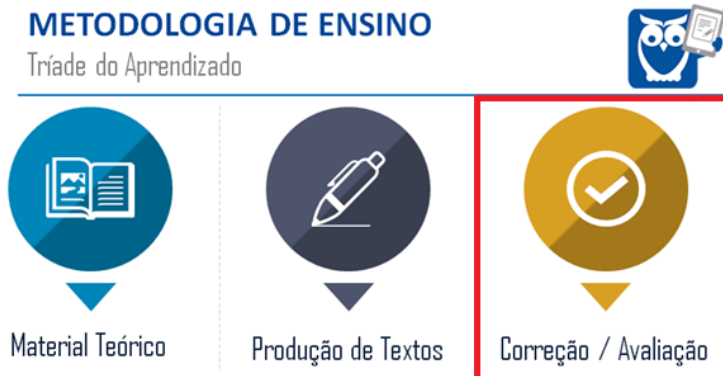 METODOLOGIA DE ENSINO
Tríade do Aprendizado
Material Teórico
Produção de Textos
Correção / Avaliação